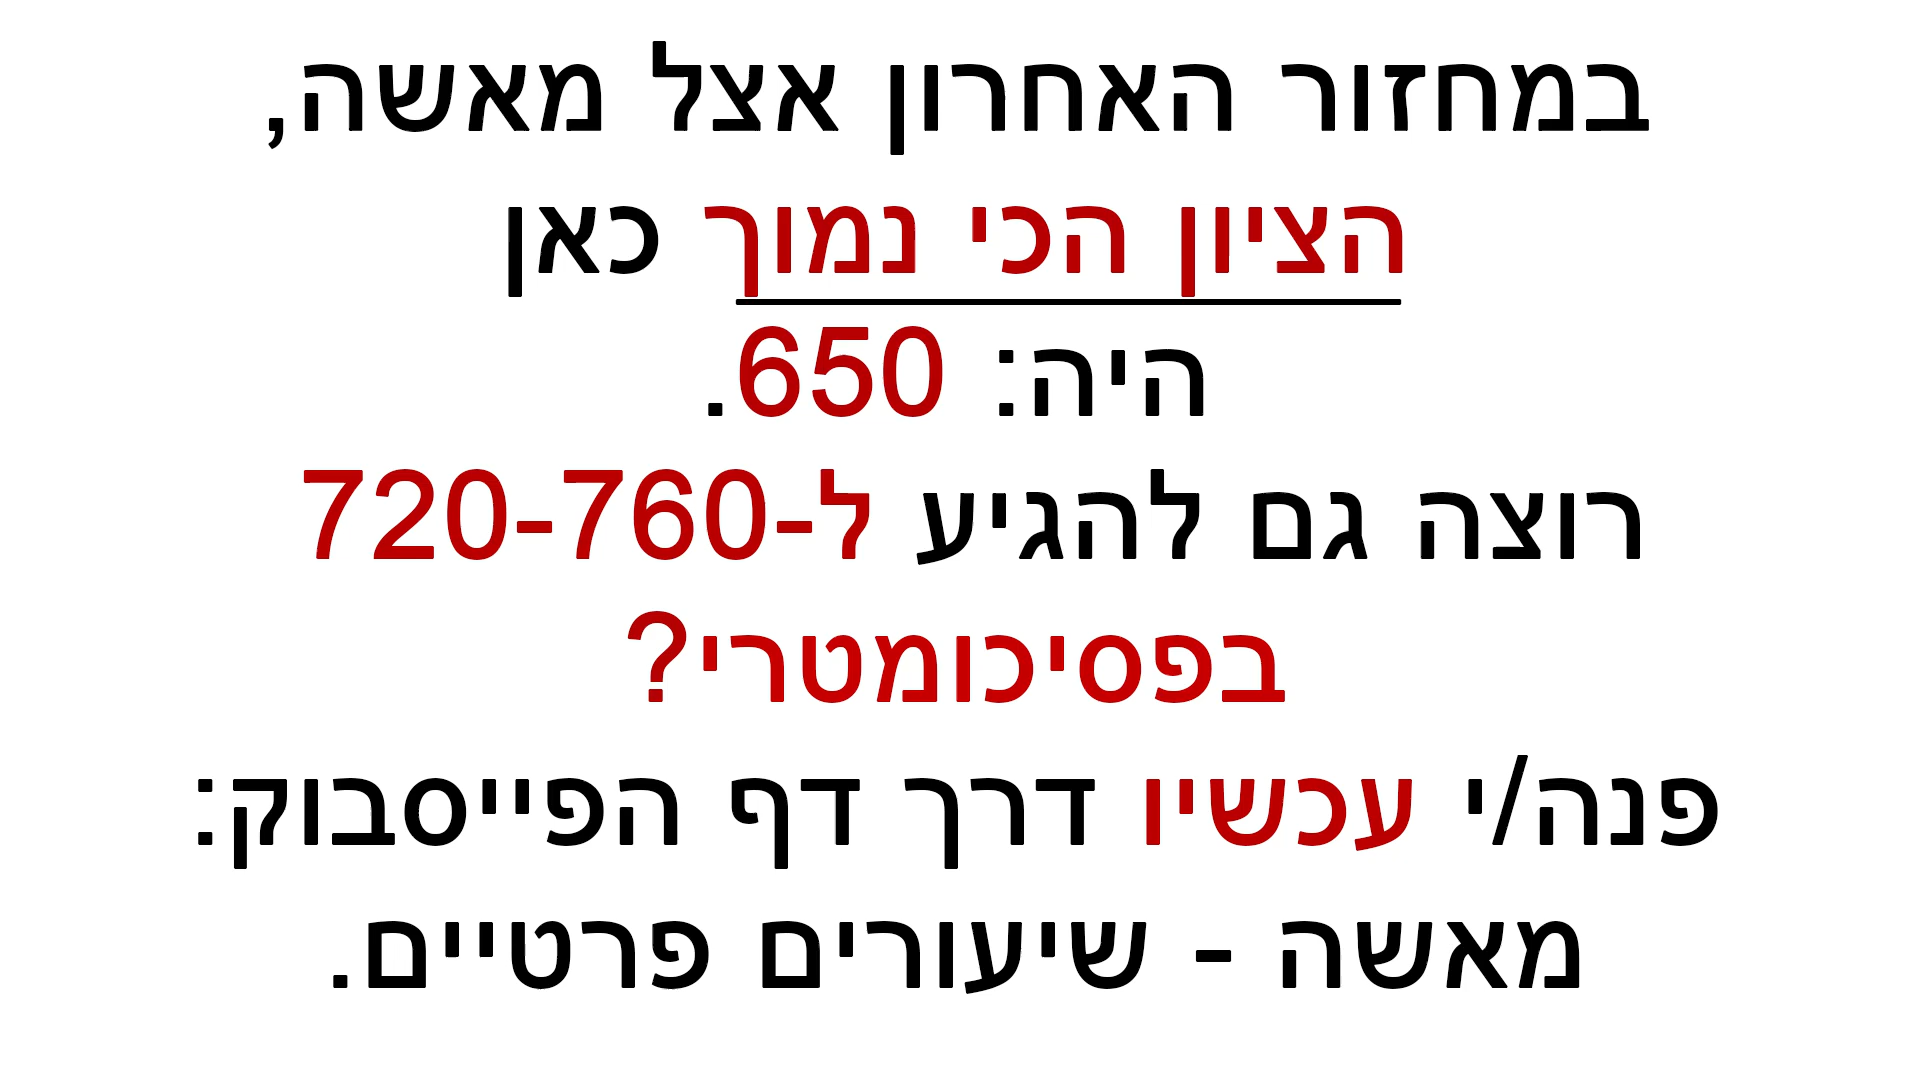 במחזור האחרון אצל מאשה,
הציון הכי נמוך כאן
היה: 650.
רוצה גם להגיע ל-720-760
בפסיכומטרי?
פנה/י עכשיו דרך דף הפייסבוק:
מאשה - שיעורים פרטיים.